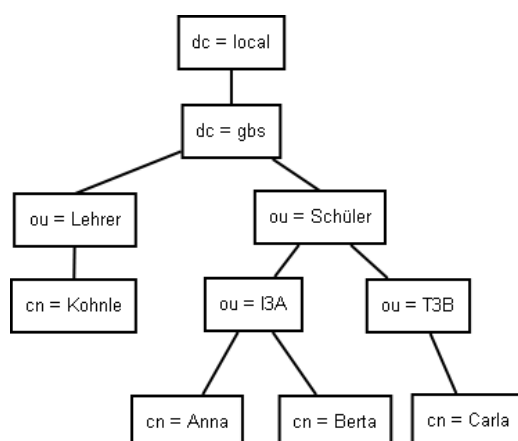 dc = local
dc = gbs
ou = Lehrer
ou = Schüler
cn = Kohnle
ou = I3A
ou = T3B
cn = Anna
cn = Berta
cn = Carla